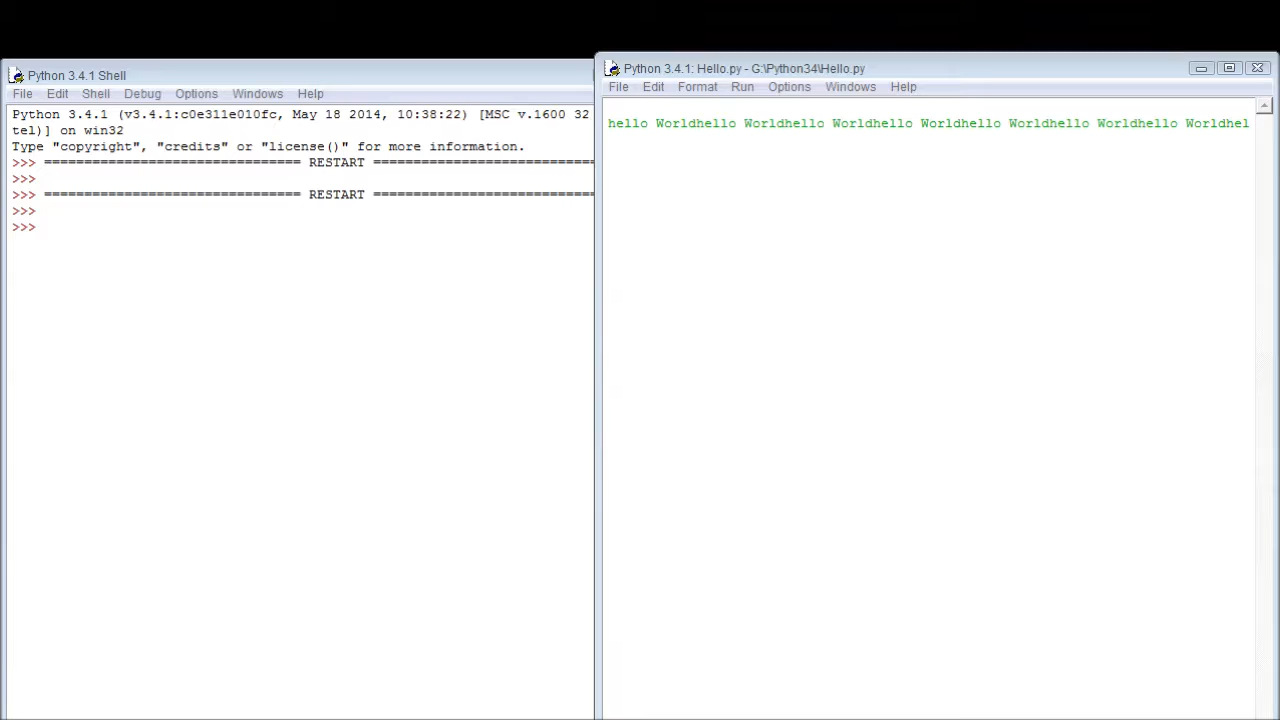 Python 3.4.1 Shell
File Edit Shell Debug Options Windows Help
Python 3.4.1 (v3.4.1:c0e311e010fc, May 18 2014, 10:38:22) [MSC v.1600 32
tel)] on win32
Type "copyright", "credits" or "license()" for more information.
>>> ================================ RESTART ============================
>>>
>>> ================================ RESTART ============================
>>>
>>>
Python 3.4.1: Hello.py - G:\Python34\Hello.py
File Edit Format Run Options Windows Help
hello Worldhello Worldhello Worldhello Worldhello Worldhello Worldhello Worldhel